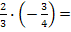 2/3 · (−3/4) =